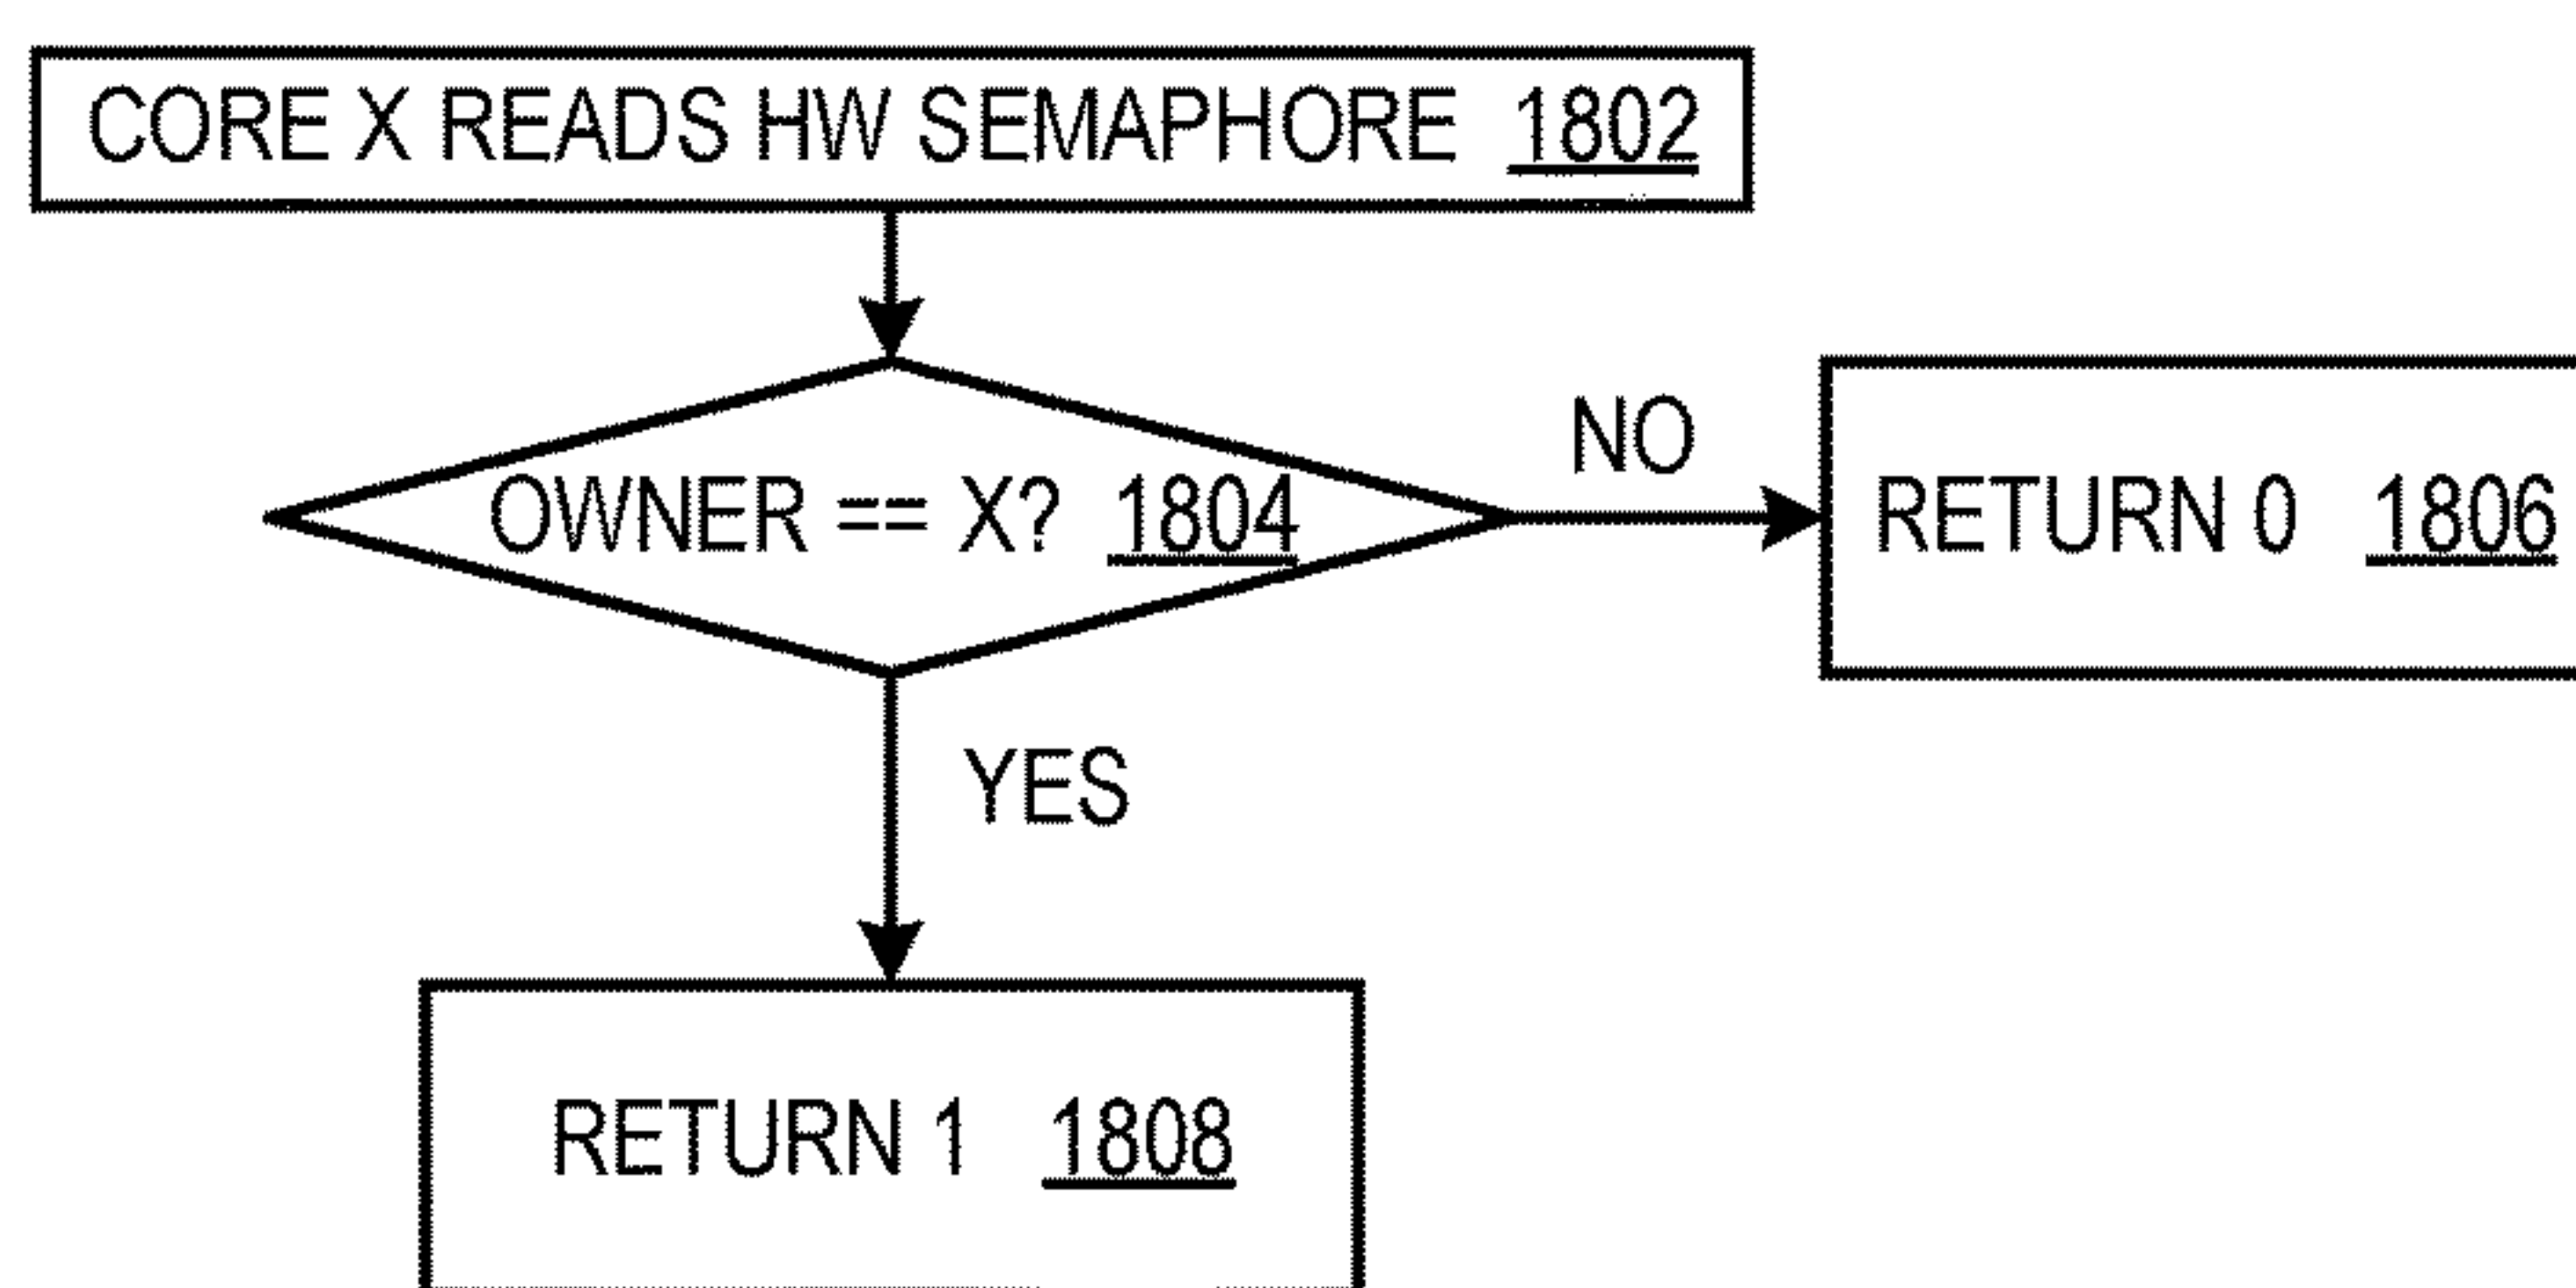 CORE X READS HW SEMAPHORE 1802
NO
OWNER == X? 1804
RETURN 0 1806
YES
RETURN 1 1808